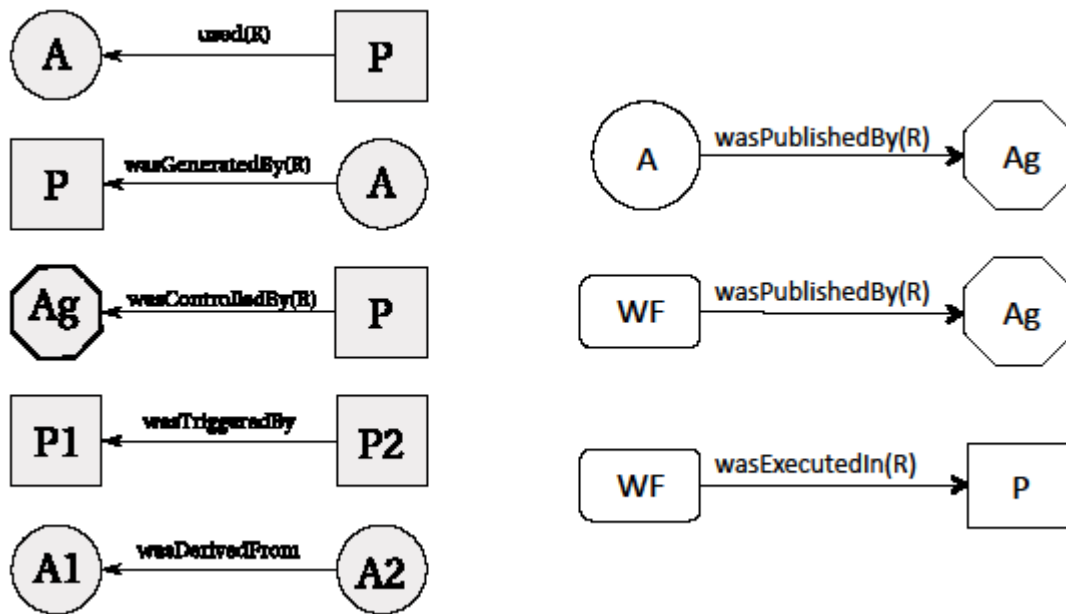 used(R)
A
P
wasGeneratedBy(R)
P
A
wasControlledBy(R)
Ag
P
wasTriggeredBy
P1
P2
wasDerivedFrom
A1
A2
wasPublishedBy(R)
A
Ag
wasPublishedBy(R)
WF
Ag
wasExecutedIn(R)
WF
P